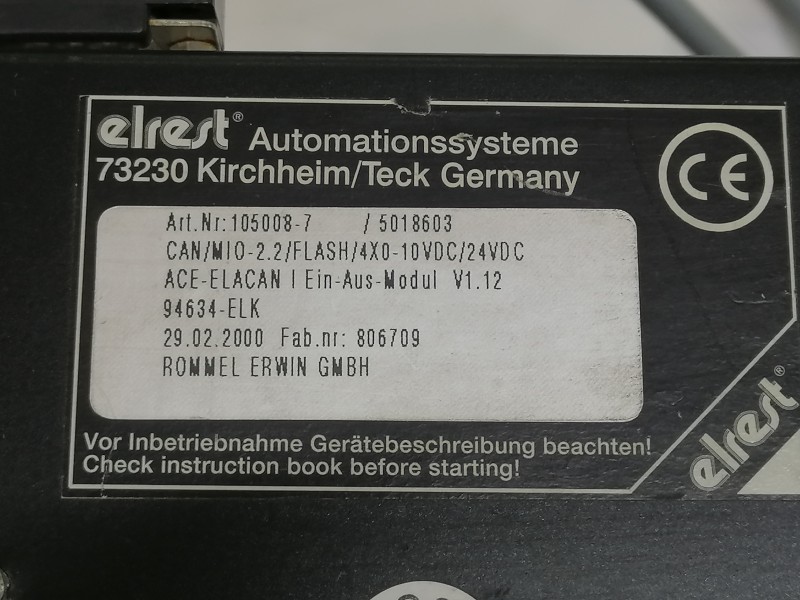 elrest® Automationssysteme
73230 Kirchheim/Teck Germany
CE
Art.Nr:105008-7 / 5018603
CAN/MIO-2.2/FLASH/4X0-10VDC/24VDC
ACE-ELACAN | Ein-Aus-Modul V1.12
94634-ELK
29.02.2000 Fab.nr: 806709
ROMMEL ERWIN GMBH
Vor Inbetriebnahme Gerätebeschreibung beachten!
Check instruction book before starting!
elrest®